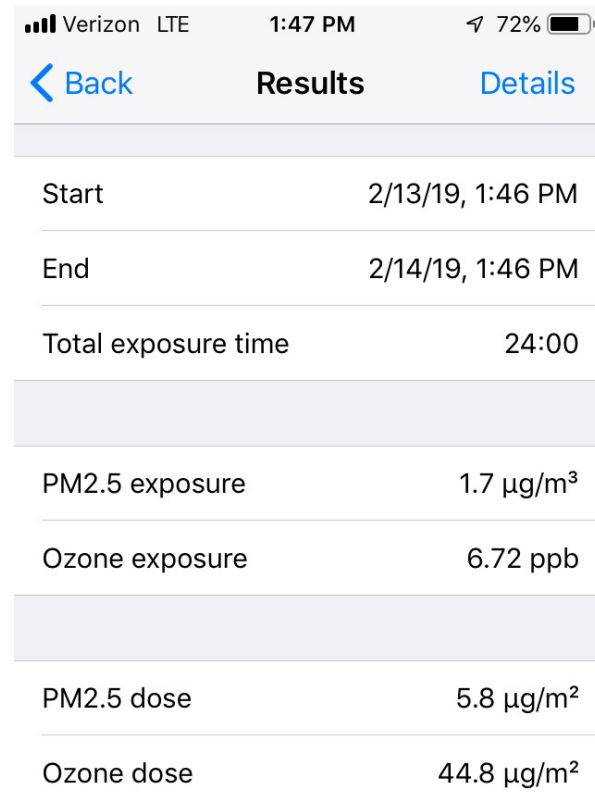 Verizon LTE 1:47 PM 72%
Back Results Details
Start 2/13/19, 1:46 PM
End 2/14/19, 1:46 PM
Total exposure time 24:00
PM2.5 exposure 1.7 µg/m³
Ozone exposure 6.72 ppb
PM2.5 dose 5.8 µg/m²
Ozone dose 44.8 µg/m²